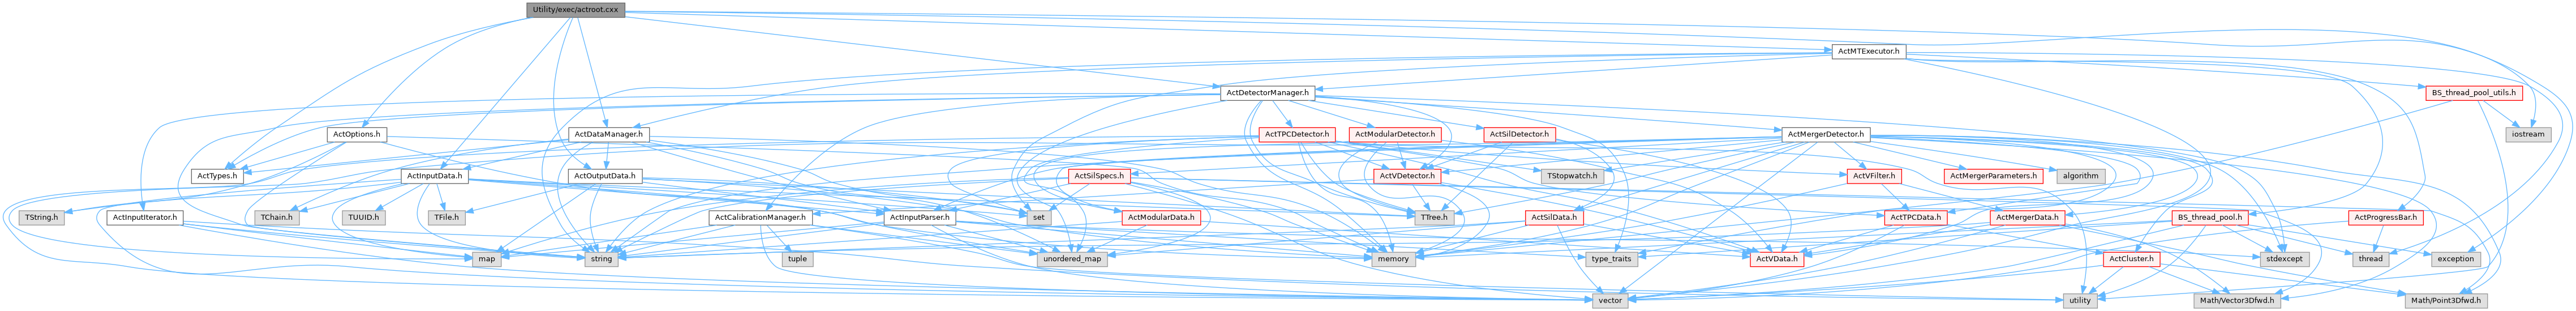 Utility/exec/actroot.cxx
ActMTExecutor.h
ActDetectorManager.h
BS_thread_pool_utils.h
ActOptions.h
ActDataManager.h
ActTPCDetector.h
ActModularDetector.h
ActSilDetector.h
ActMergerDetector.h
iostream
ActTypes.h
ActInputData.h
ActOutputData.h
ActSilSpecs.h
ActVDetector.h
TStopwatch.h
ActVFilter.h
ActMergerParameters.h
algorithm
TString.h
ActInputIterator.h
TChain.h
TUUID.h
TFile.h
ActCalibrationManager.h
ActInputParser.h
set
ActModularData.h
TTree.h
ActSilData.h
ActTPCData.h
ActMergerData.h
BS_thread_pool.h
ActProgressBar.h
map
string
tuple
unordered_map
memory
type_traits
ActVData.h
ActCluster.h
stdexcept
thread
exception
vector
utility
Math/Vector3Dfwd.h
Math/Point3Dfwd.h